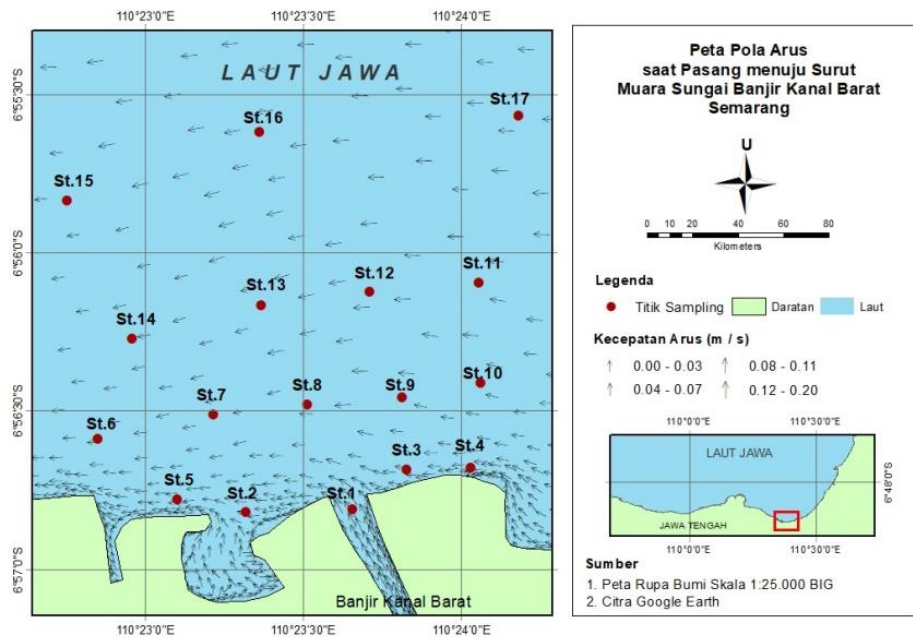 110°23'0"E
110°23'30"E
110°24'0"E
6°55'30"S
6°56'0"S
6°56'30"S
6°57'0"S
LAUT JAWA
St.17
St.16
St.15
St.11
St.12
St.13
St.14
St.10
St.9
St.8
St.7
St.6
St.4
St.3
St.5
St.2
St.1
Banjir Kanal Barat
110°23'0"E
110°23'30"E
110°24'0"E
Peta Pola Arus
saat Pasang menuju Surut
Muara Sungai Banjir Kanal Barat
Semarang
U
0 5 10 20 40 60 80
Kilometers
Legenda
Titik Sampling
Daratan
Laut
Kecepatan Arus (m / s)
0.00 - 0.03
0.08 - 0.11
0.04 - 0.07
0.12 - 0.20
110°0'0"E
110°30'0"E
LAUT JAWA
6°48'0"S
JAWA TENGAH
110°0'0"E
110°30'0"E
Sumber
1. Peta Rupa Bumi Skala 1:25.000 BIG
2. Citra Google Earth